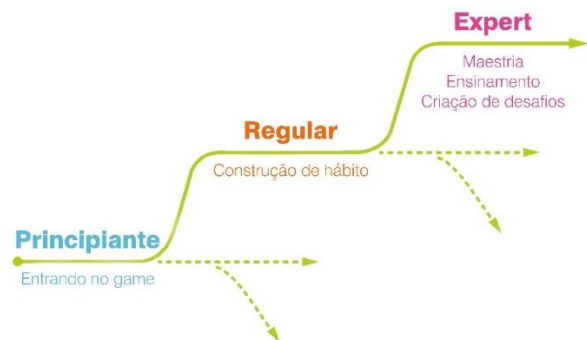 Expert
Maestria
Ensinamento
Criação de desafios
Regular
Construção de hábito
Principiante
Entrando no game